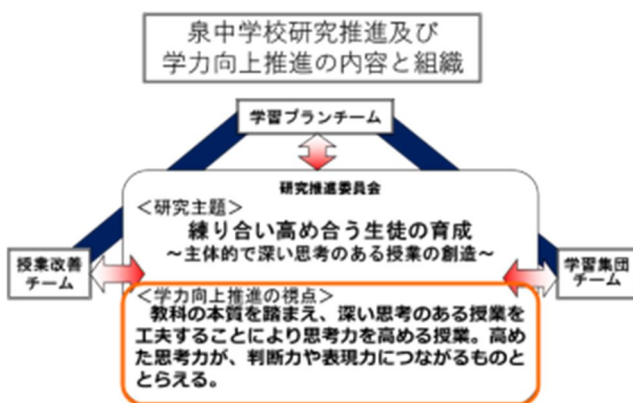 泉中学校研究推進及び
学力向上推進の内容と組織
学習プランチーム
研究推進委員会
<研究主題>
練り合い高め合う生徒の育成
～主体的で深い思考のある授業の創造～
授業改善
チーム
学習集団
チーム
<学力向上推進の視点>
教科の本質を踏まえ、深い思考のある授業を
工夫することにより思考力を高める授業。高め
た思考力が、判断力や表現力につながるものと
とらえる。